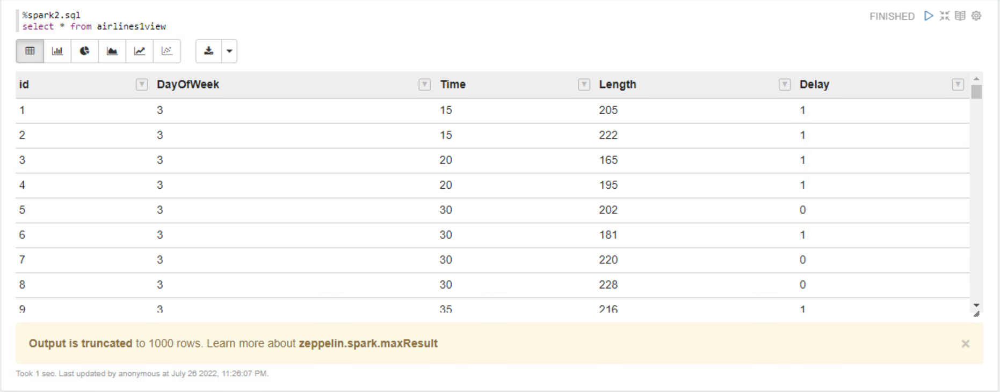 %spark2.sql
select * from airlines1view
FINISHED
id DayOfWeek Time Length Delay
1 3 15 205 1
2 3 15 222 1
3 3 20 165 1
4 3 20 195 1
5 3 30 202 0
6 3 30 181 1
7 3 30 220 0
8 3 30 228 0
9 3 35 216 1
Output is truncated to 1000 rows. Learn more about zeppelin.spark.maxResult
Took 1 sec. Last updated by anonymous at July 26 2022, 11:26:07 PM.